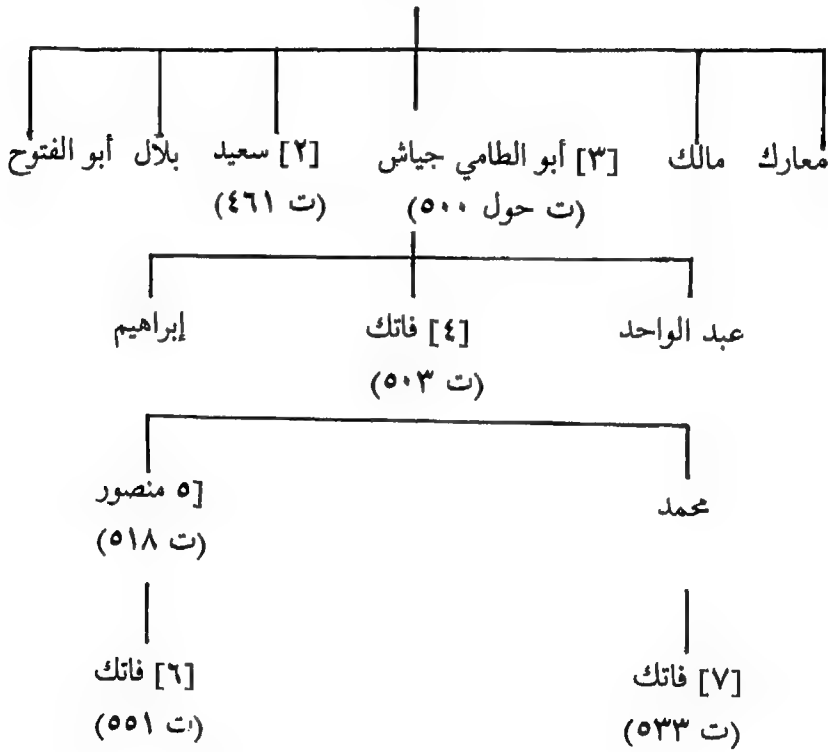 معارك مالك [٣] أبو الطامي جياش [٢] سعيد بلال أبو الفتوح
(ت حول ٥٠٠) (ت ٤٦١)
عبد الواحد [٤] فاتك إبراهيم
(ت ٥٠٣)
محمد [٥ منصور
(ت ٥١٨)
[٧] فاتك [٦] فاتك
(ت ٥٣٣) (ت ٥٥١)